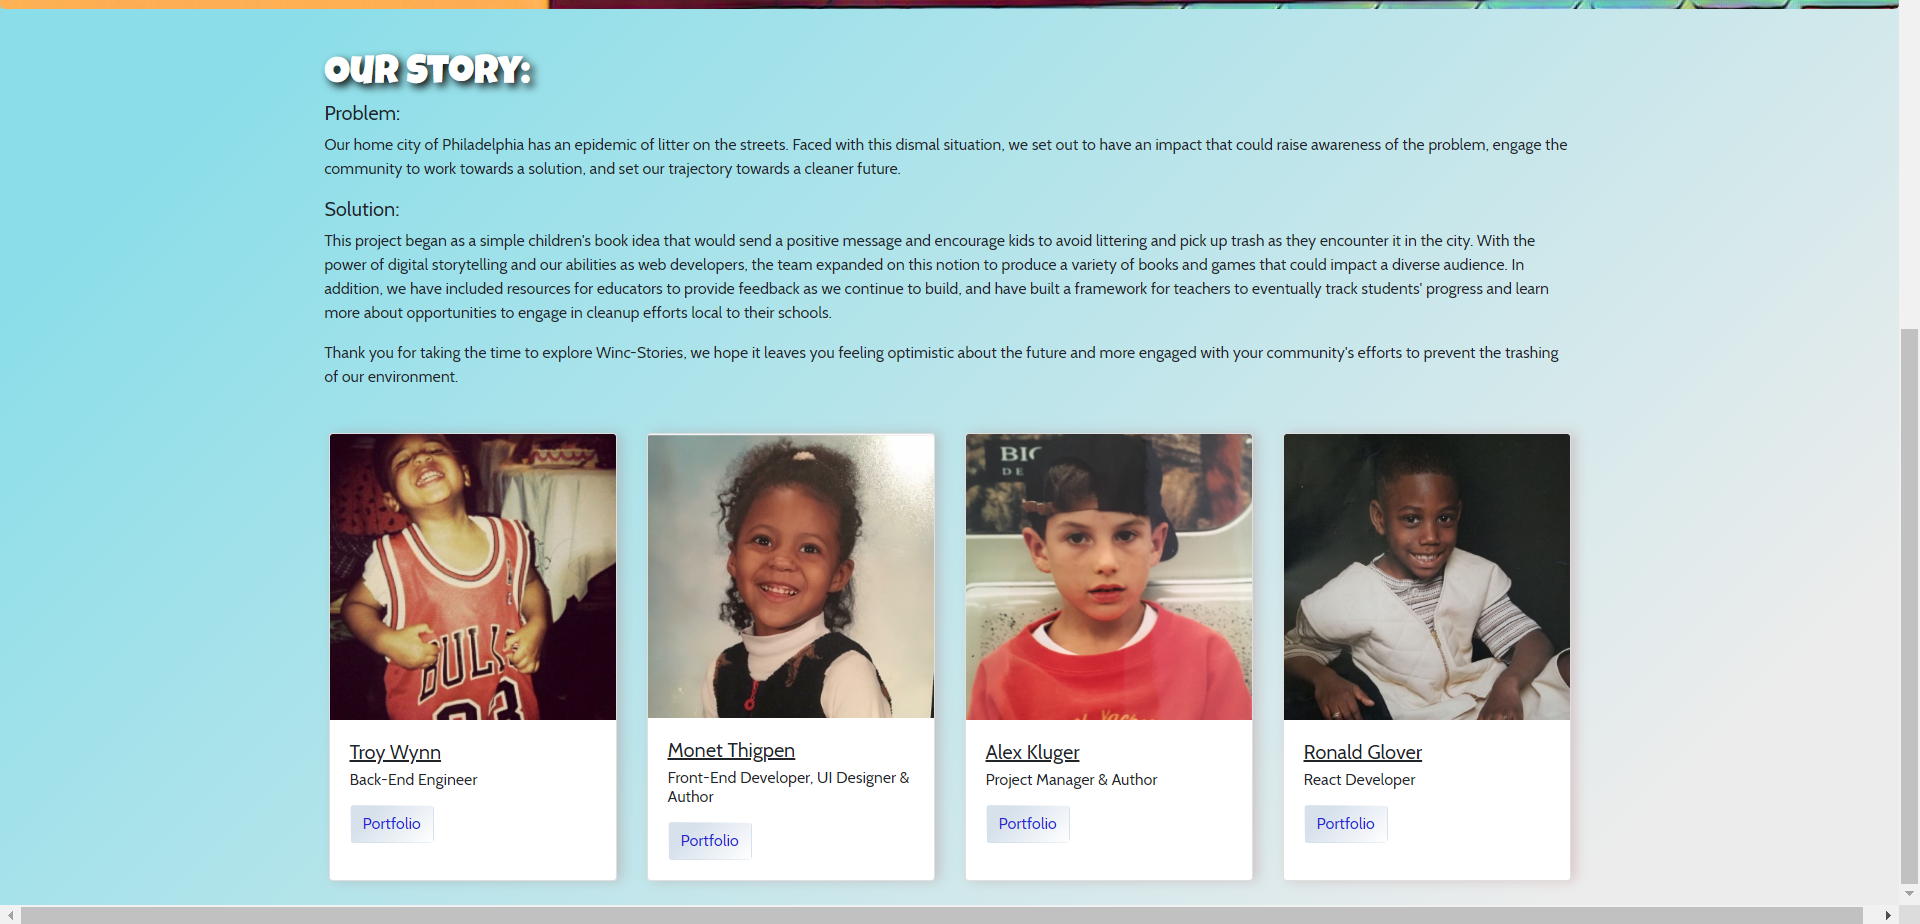 OUR STORY:
Problem:
Our home city of Philadelphia has an epidemic of litter on the streets. Faced with this dismal situation, we set out to have an impact that could raise awareness of the problem, engage the
community to work towards a solution, and set our trajectory towards a cleaner future.
Solution:
This project began as a simple children's book idea that would send a positive message and encourage kids to avoid littering and pick up trash as they encounter it in the city. With the
power of digital storytelling and our abilities as web developers, the team expanded on this notion to produce a variety of books and games that could impact a diverse audience. In
addition, we have included resources for educators to provide feedback as we continue to build, and have built a framework for teachers to eventually track students' progress and learn
more about opportunities to engage in cleanup efforts local to their schools.
Thank you for taking the time to explore Winc-Stories, we hope it leaves you feeling optimistic about the future and more engaged with your community's efforts to prevent the trashing
of our environment.
BIG
DE
BULLS
23
Troy Wynn
Back-End Engineer
Portfolio
Monet Thigpen
Front-End Developer, UI Designer &
Author
Portfolio
Alex Kluger
Project Manager & Author
Portfolio
Ronald Glover
React Developer
Portfolio